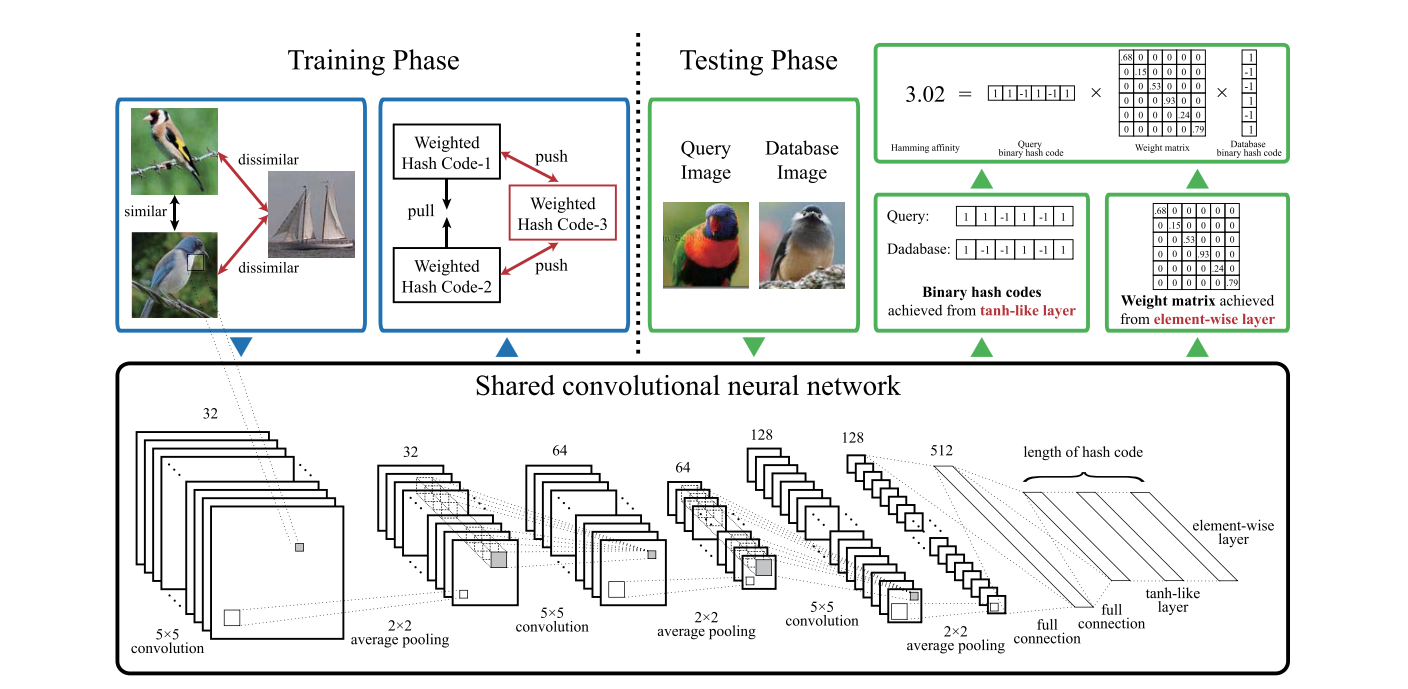 Training Phase
Testing Phase
dissimilar
similar
dissimilar
Weighted
Hash Code-1
push
pull
Weighted
Hash Code-3
push
Weighted
Hash Code-2
Query
Image
Database
Image
3.02 = 1 1 -1 1 -1 1 ×
.68 0 0 0 0 0
0 .15 0 0 0 0
0 0 .53 0 0 0
0 0 0 .93 0 0
0 0 0 0 .24 0
0 0 0 0 0 .79
×
1
-1
-1
1
-1
1
Hamming affinity
Query
binary hash code
Weight matrix
Database
binary hash code
Query: 1 1 -1 1 -1 1
Dadabase: 1 -1 -1 1 -1 1
Binary hash codes
achieved from tanh-like layer
.68 0 0 0 0 0
0 .15 0 0 0 0
0 0 .53 0 0 0
0 0 0 .93 0 0
0 0 0 0 .24 0
0 0 0 0 0 .79
Weight matrix achieved
from element-wise layer
Shared convolutional neural network
32
32
64
64
128
128
512
length of hash code
element-wise
layer
5×5
convolution
2×2
average pooling
5×5
convolution
2×2
average pooling
5×5
convolution
2×2
average pooling
full
connection
full
connection
tanh-like
layer